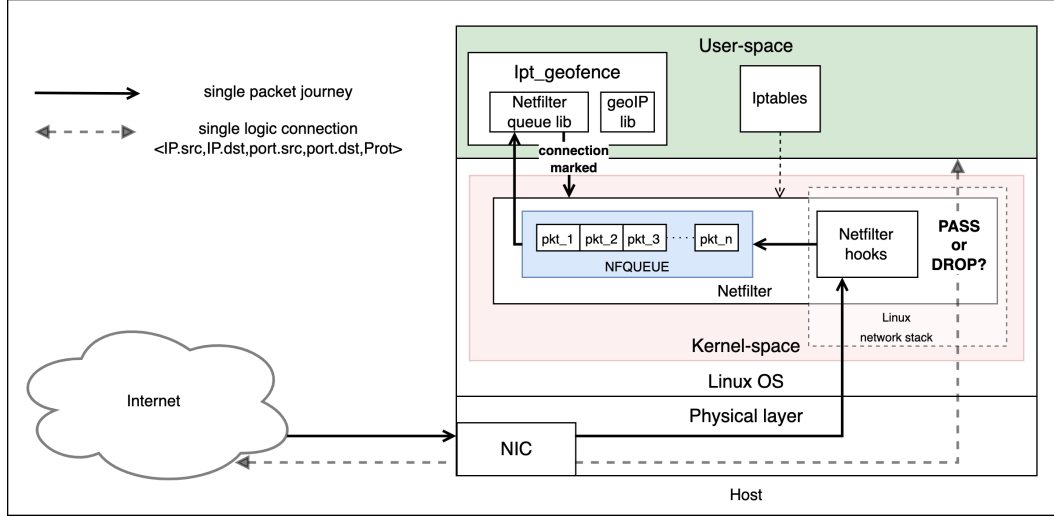 User-space
Ipt_geofence
Netfilter
queue lib
geoIP
lib
Iptables
single packet journey
single logic connection
<IP.src,IP.dst,port.src,port.dst,Prot>
connection
marked
pkt_1
pkt_2
pkt_3
pkt_n
NFQUEUE
Netfilter
hooks
PASS
or
DROP?
Netfilter
Linux
network stack
Kernel-space
Linux OS
Internet
Physical layer
NIC
Host